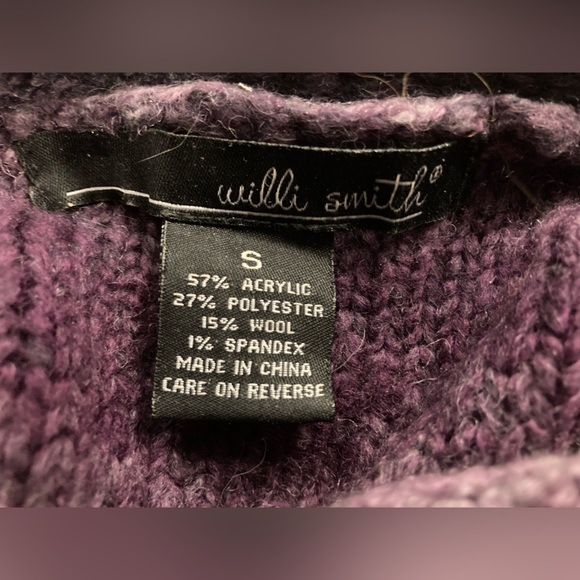 willi smith®
S
57% ACRYLIC
27% POLYESTER
15% WOOL
1% SPANDEX
MADE IN CHINA
CARE ON REVERSE